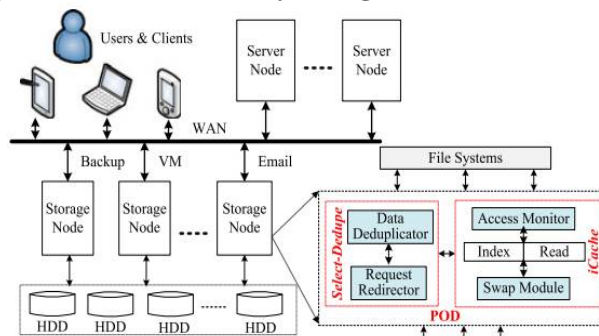 Users & Clients
Server
Node
Server
Node
WAN
Backup
VM
Email
File Systems
Storage
Node
Storage
Node
Storage
Node
Select-Dedupe
Data
Deduplicator
Request
Redirector
Access Monitor
Index
Read
Swap Module
iCache
POD
HDD
HDD
HDD
HDD